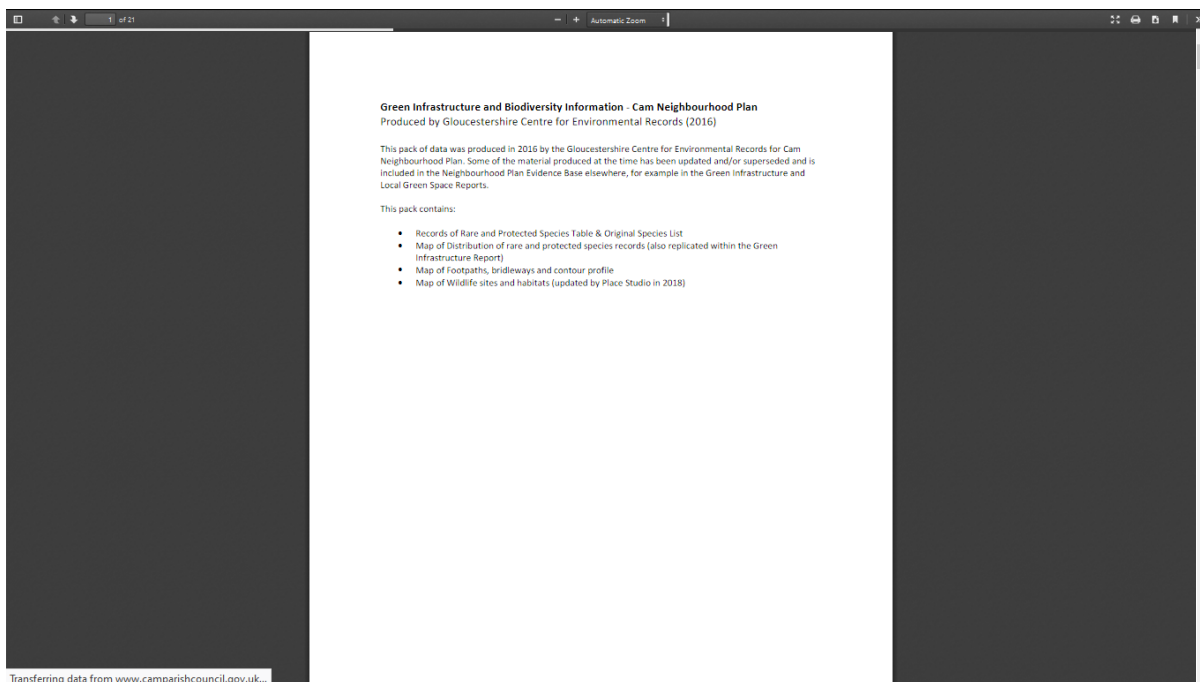 1 of 21
Automatic Zoom
Green Infrastructure and Biodiversity Information - Cam Neighbourhood Plan
Produced by Gloucestershire Centre for Environmental Records (2016)
This pack of data was produced in 2016 by the Gloucestershire Centre for Environmental Records for Cam
Neighbourhood Plan. Some of the material produced at the time has been updated and/or superseded and is
included in the Neighbourhood Plan Evidence Base elsewhere, for example in the Green Infrastructure and
Local Green Space Reports.
This pack contains:
• Records of Rare and Protected Species Table & Original Species List
• Map of Distribution of rare and protected species records (also replicated within the Green
Infrastructure Report)
• Map of Footpaths, bridleways and contour profile
• Map of Wildlife sites and habitats (updated by Place Studio in 2018)
Transferring data from www.camparishcouncil.gov.uk...